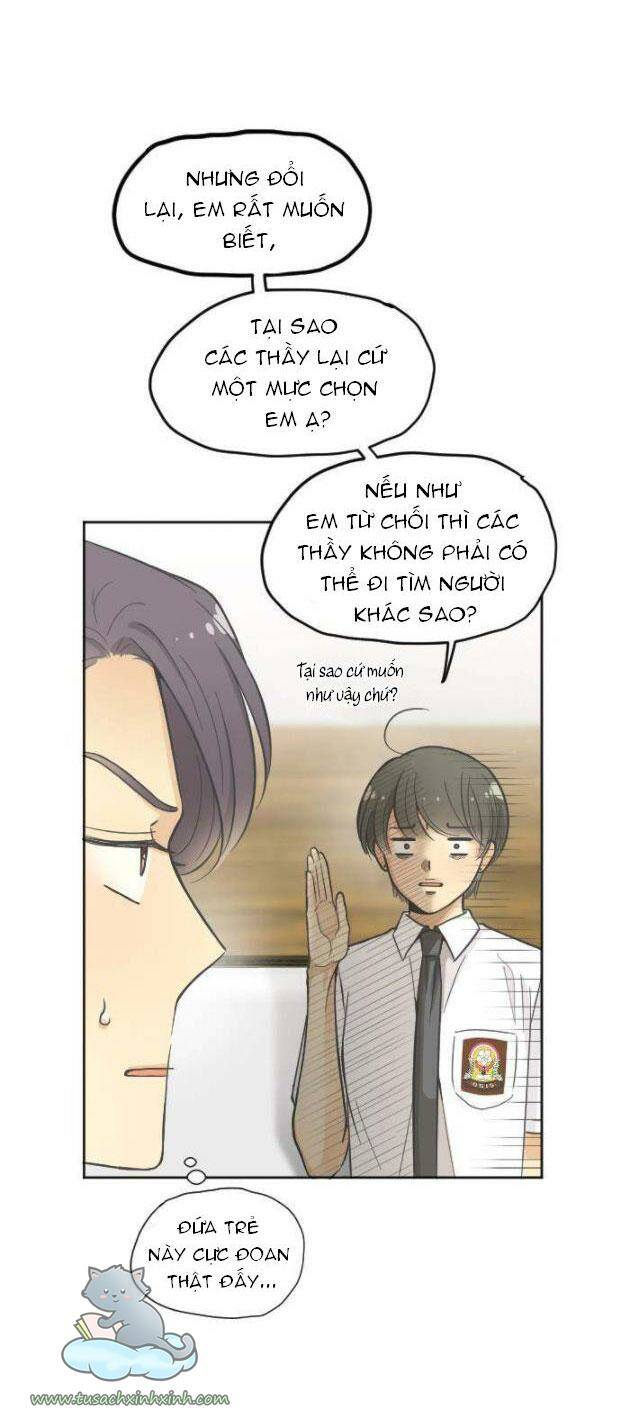 NHƯNG ĐỔI
LẠI, EM RẤT MUỐN
BIẾT,
TẠI SAO
CÁC THẦY LẠI CỨ
MỘT MỰC CHỌN
EM Ạ?
NẾU NHƯ
EM TỪ CHỐI THÌ CÁC
THẦY KHÔNG PHẢI CÓ
THỂ ĐI TÌM NGƯỜI
KHÁC SAO?
Tại sao cứ muốn
như vậy chứ?
OSIS
ĐỨA TRẺ
NÀY CỰC ĐOAN
THẬT ĐẤY...
www.tusachxinhxinh.com